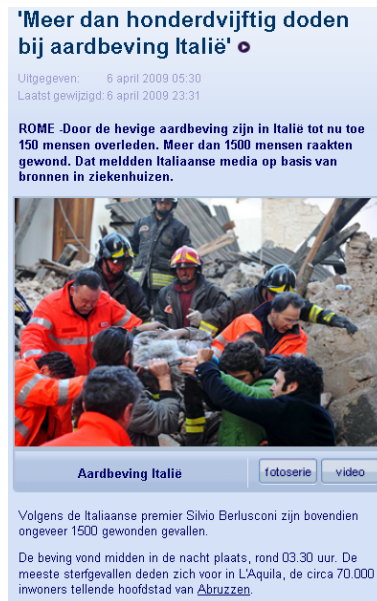 'Meer dan honderdvijftig doden
bij aardbeving Italië'
Uitgegeven: 6 april 2009 05:30
Laatst gewijzigd: 6 april 2009 23:31
ROME -Door de hevige aardbeving zijn in Italië tot nu toe
150 mensen overleden. Meer dan 1500 mensen raakten
gewond. Dat meldden Italiaanse media op basis van
bronnen in ziekenhuizen.
Aardbeving Italië fotoserie video
Volgens de Italiaanse premier Silvio Berlusconi zijn bovendien
ongeveer 1500 gewonden gevallen.
De beving vond midden in de nacht plaats, rond 03.30 uur. De
meeste sterfgevallen deden zich voor in L'Aquila, de circa 70.000
inwoners tellende hoofdstad van Abruzzen.